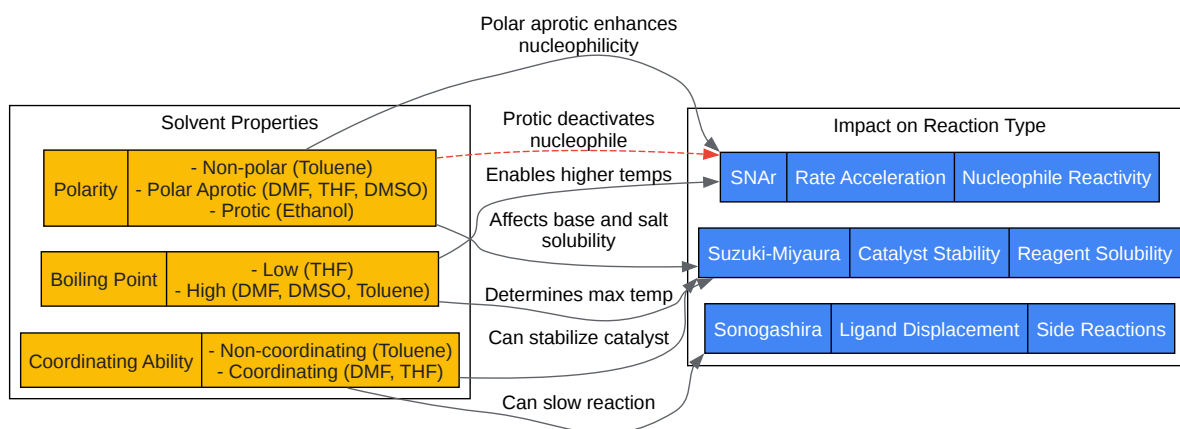 Polar aprotic enhances
nucleophilicity
Solvent Properties
Polarity
- Non-polar (Toluene)
- Polar Aprotic (DMF, THF, DMSO)
- Protic (Ethanol)
Boiling Point
- Low (THF)
- High (DMF, DMSO, Toluene)
Coordinating Ability
- Non-coordinating (Toluene)
- Coordinating (DMF, THF)
Protic deactivates
nucleophile
Enables higher temps
Affects base and salt
solubility
Determines max temp
Can stabilize catalyst
Can slow reaction
Impact on Reaction Type
SNAr
Rate Acceleration
Nucleophile Reactivity
Suzuki-Miyaura
Catalyst Stability
Reagent Solubility
Sonogashira
Ligand Displacement
Side Reactions